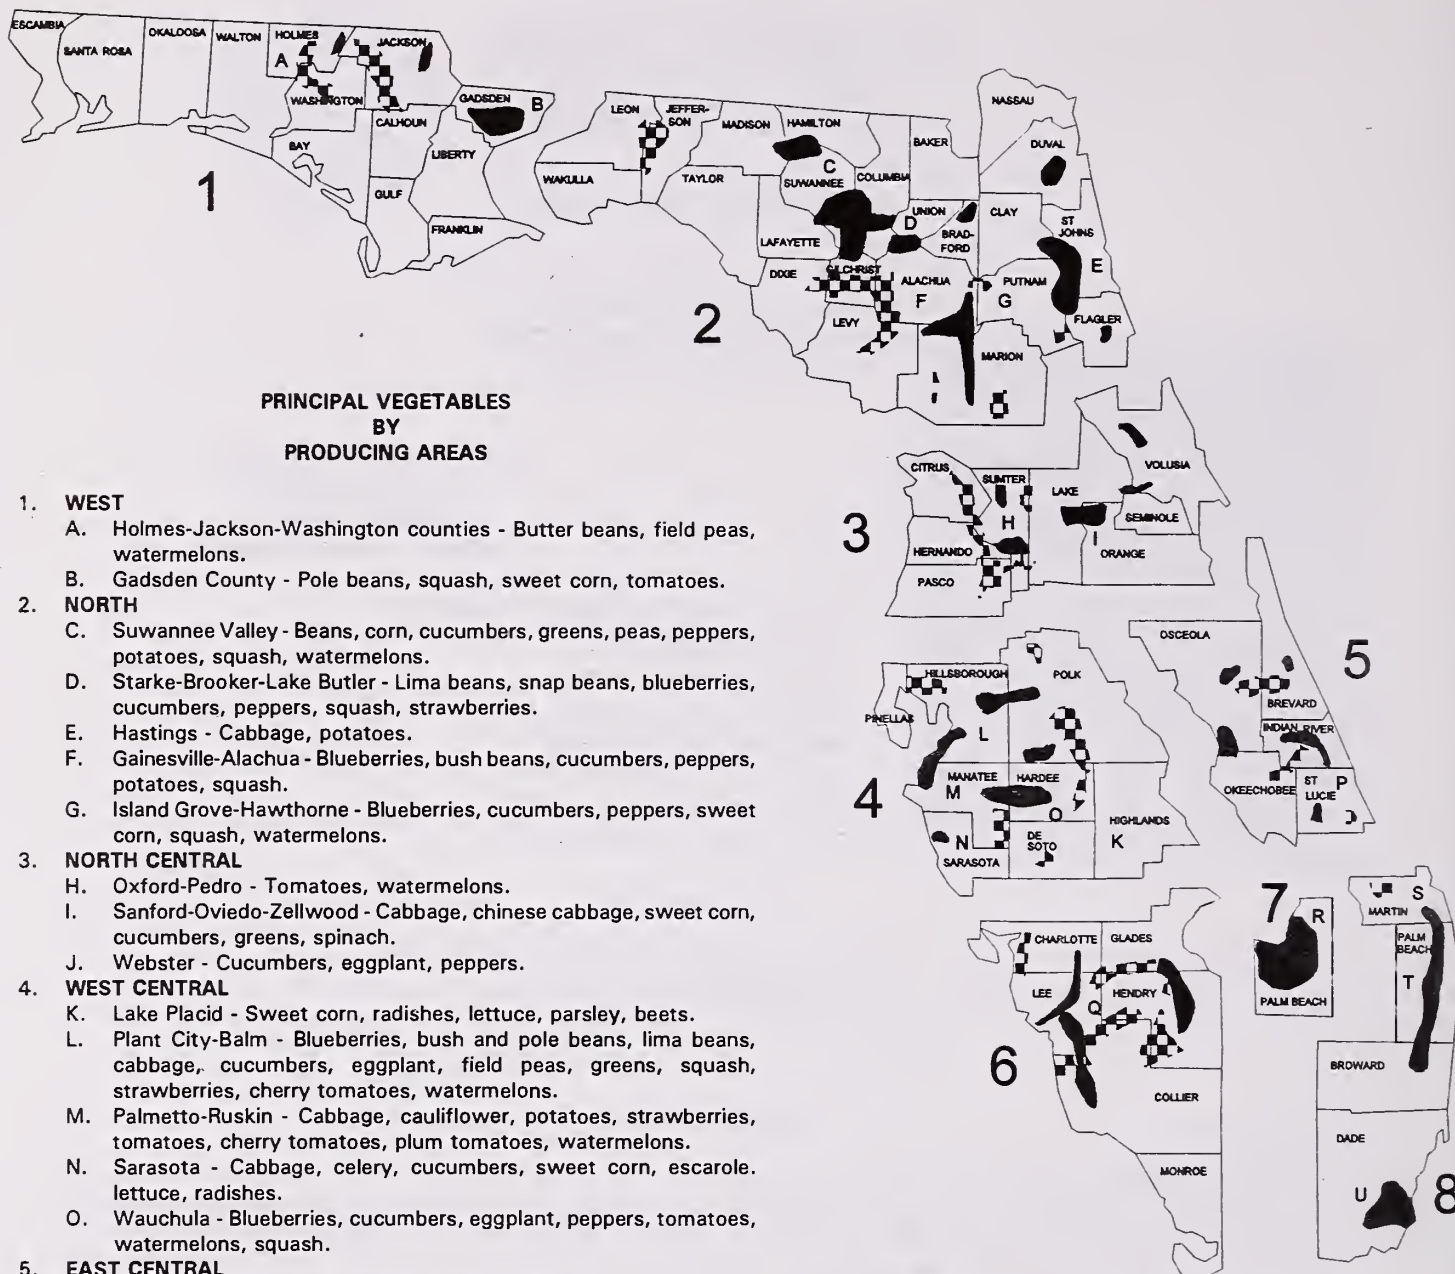 ESCAMBIA
SANTA ROSA
OKALOOSA
WALTON
HOLMES
A
JACKSON
WASHINGTON
GADSDEN
B
CALHOUN
LIBERTY
BAY
GULF
FRANKLIN
1
LEON
JEFFER-
SON
MADISON
HAMILTON
C
BAKER
NASSAU
DUVAL
WAKULLA
TAYLOR
SUWANNEE
COLUMBIA
UNION
D
BRAD-
FORD
CLAY
ST
JOHNS
E
LAFAYETTE
DIXIE
GILCHRIST
ALACHUA
F
PUTNAM
G
FLAGLER
LEVY
MARION
2
PRINCIPAL VEGETABLES
BY
PRODUCING AREAS
1. WEST
A. Holmes-Jackson-Washington counties - Butter beans, field peas,
watermelons.
B. Gadsden County - Pole beans, squash, sweet corn, tomatoes.
2. NORTH
C. Suwannee Valley - Beans, corn, cucumbers, greens, peas, peppers,
potatoes, squash, watermelons.
D. Starke-Brooker-Lake Butler - Lima beans, snap beans, blueberries,
cucumbers, peppers, squash, strawberries.
E. Hastings - Cabbage, potatoes.
F. Gainesville-Alachua - Blueberries, bush beans, cucumbers, peppers,
potatoes, squash.
G. Island Grove-Hawthorne - Blueberries, cucumbers, peppers, sweet
corn, squash, watermelons.
3. NORTH CENTRAL
H. Oxford-Pedro - Tomatoes, watermelons.
I. Sanford-Oviedo-Zellwood - Cabbage, chinese cabbage, sweet corn,
cucumbers, greens, spinach.
J. Webster - Cucumbers, eggplant, peppers.
4. WEST CENTRAL
K. Lake Placid - Sweet corn, radishes, lettuce, parsley, beets.
L. Plant City-Balm - Blueberries, bush and pole beans, lima beans,
cabbage, cucumbers, eggplant, field peas, greens, squash,
strawberries, cherry tomatoes, watermelons.
M. Palmetto-Ruskin - Cabbage, cauliflower, potatoes, strawberries,
tomatoes, cherry tomatoes, plum tomatoes, watermelons.
N. Sarasota - Cabbage, celery, cucumbers, sweet corn, escarole.
lettuce, radishes.
O. Wauchula - Blueberries, cucumbers, eggplant, peppers, tomatoes,
watermelons, squash.
5. EAST CENTRAL
CITRUS
SUMTER
LAKE
VOLUSIA
3
H
SEMINOLE
I
ORANGE
HERNANDO
PASCO
OSCEOLA
5
BREVARD
INDIAN RIVER
OKEECHOBEE
ST
LUCIE
P
HILLSBOROUGH
POLK
PINELLAS
L
4
MANATEE
M
HARDEE
O
HIGHLANDS
K
N
SARASOTA
DE
SOTO
7
R
PALM BEACH
S
MARTIN
PALM
BEACH
T
CHARLOTTE
GLADES
LEE
Q
HENDRY
6
COLLIER
MONROE
BROWARD
DADE
U
8